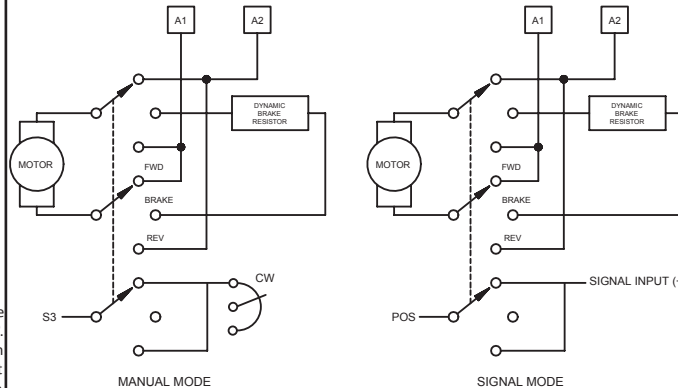 A1 A2
DYNAMIC
BRAKE
RESISTOR
MOTOR
FWD
BRAKE
REV
CW
S3
MANUAL MODE
A1 A2
DYNAMIC
BRAKE
RESISTOR
MOTOR
FWD
BRAKE
REV
SIGNAL INPUT (
POS
SIGNAL MODE